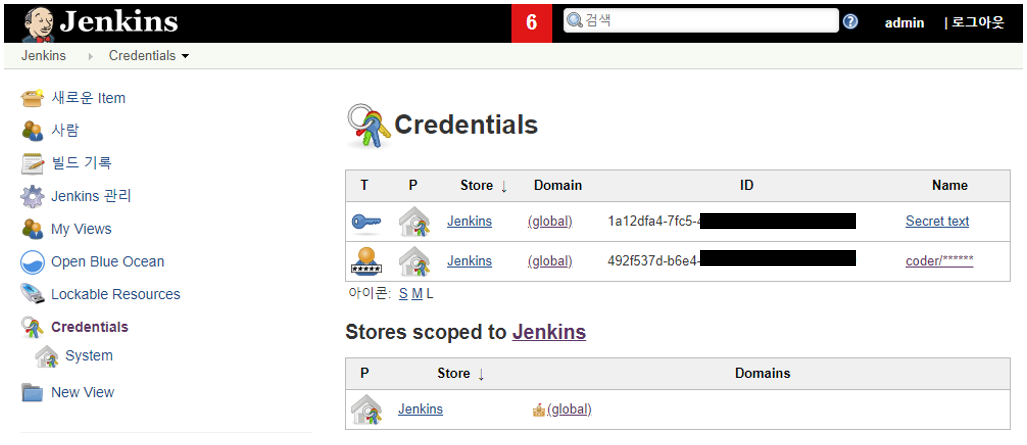 Jenkins 6 검색 ? admin | 로그아웃
Jenkins Credentials
새로운 Item
사람
빌드 기록
Jenkins 관리
My Views
Open Blue Ocean
Lockable Resources
Credentials
System
New View
Credentials
T P Store ↓ Domain ID Name
Jenkins (global) 1a12dfa4-7fc5- Secret text
Jenkins (global) 492f537d-b6e4- coder/******
아이콘: S M L
Stores scoped to Jenkins
P Store ↓ Domains
Jenkins (global)